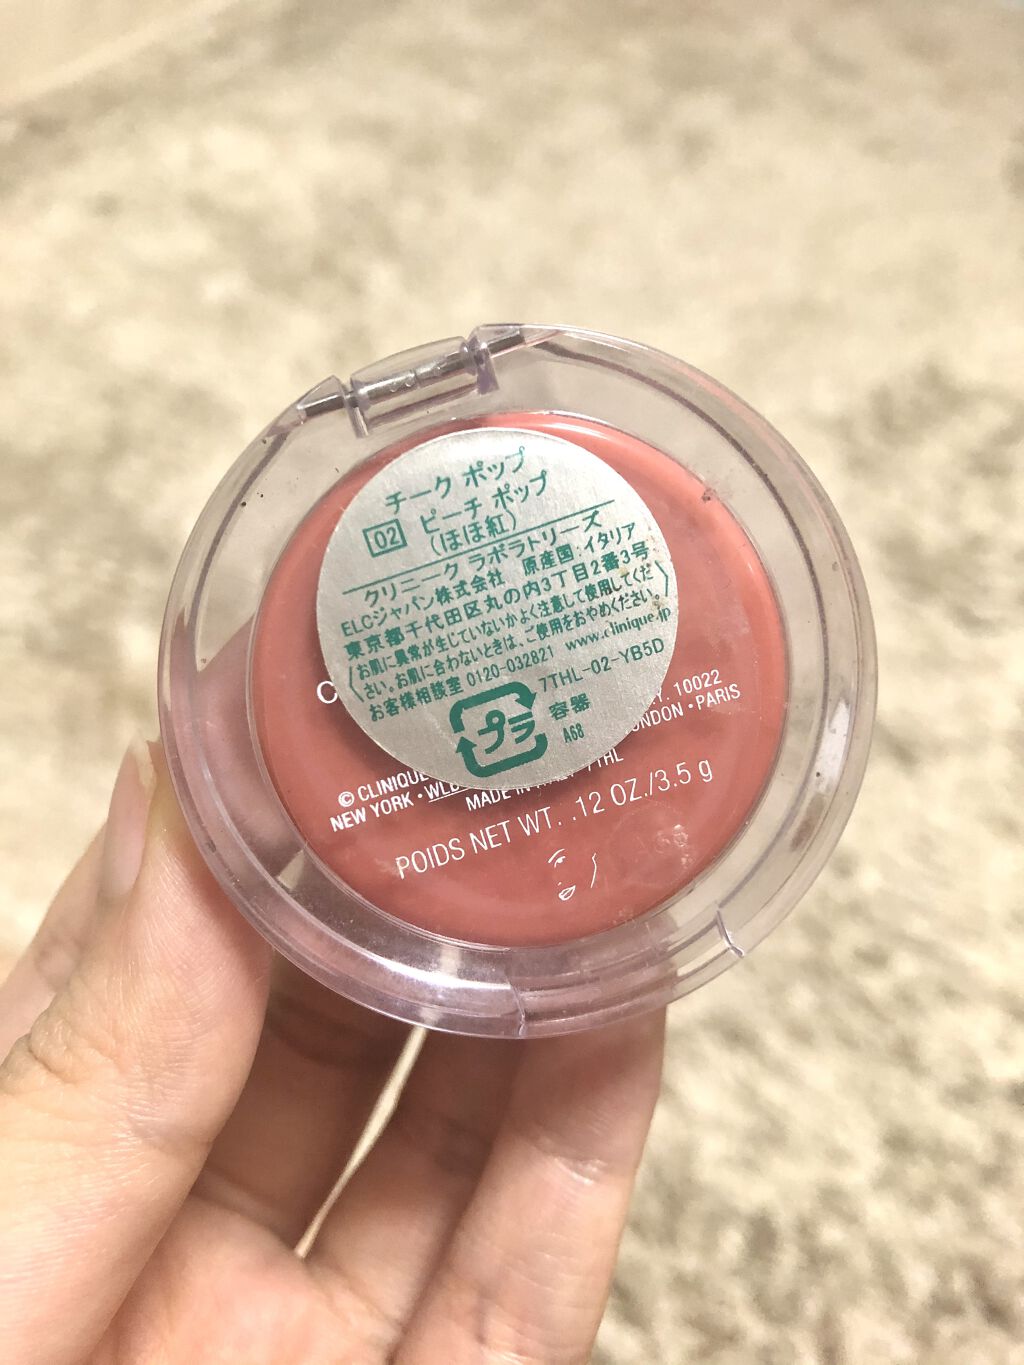 チーク ポップ
02 ピーチ ポップ
(ほほ紅)
クリニーク ラボラトリーズ
ELCジャパン株式会社 原産国:イタリア
東京都千代田区丸の内3丁目2番3号
〈お肌に異常が生じていないかよく注意して使用してくだ
さい。お肌に合わないときは、ご使用をおやめください。〉
お客様相談室 0120-032821 www.clinique.jp
7THL-02-YB5D
プラ 容器
A68
C
Y. 10022
© CLINIQUE
NEW YORK · LONDON · PARIS
MADE IN 7THL
POIDS NET WT. .12 OZ./3.5 g